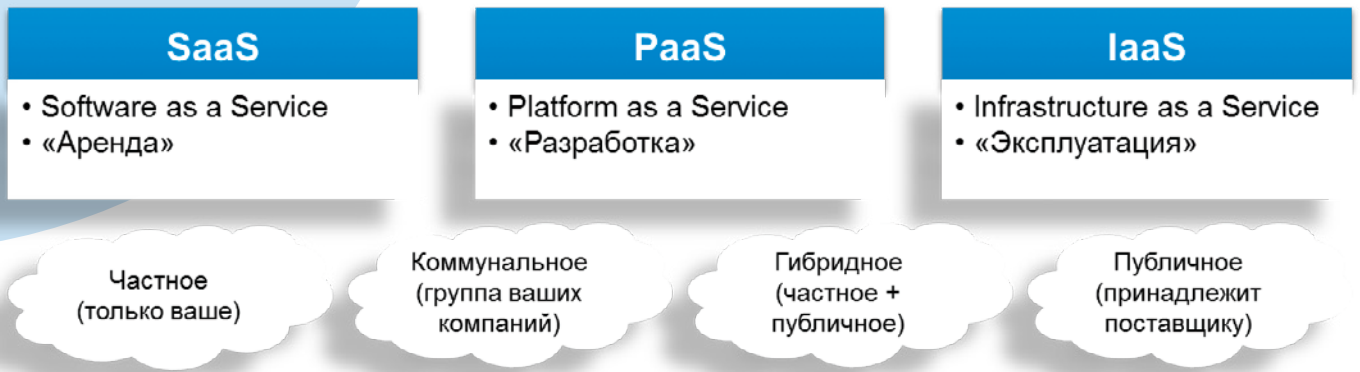 SaaS
• Software as a Service
• «Аренда»
PaaS
• Platform as a Service
• «Разработка»
IaaS
• Infrastructure as a Service
• «Эксплуатация»
Частное
(только ваше)
Коммунальное
(группа ваших
компаний)
Гибридное
(частное +
публичное)
Публичное
(принадлежит
поставщику)